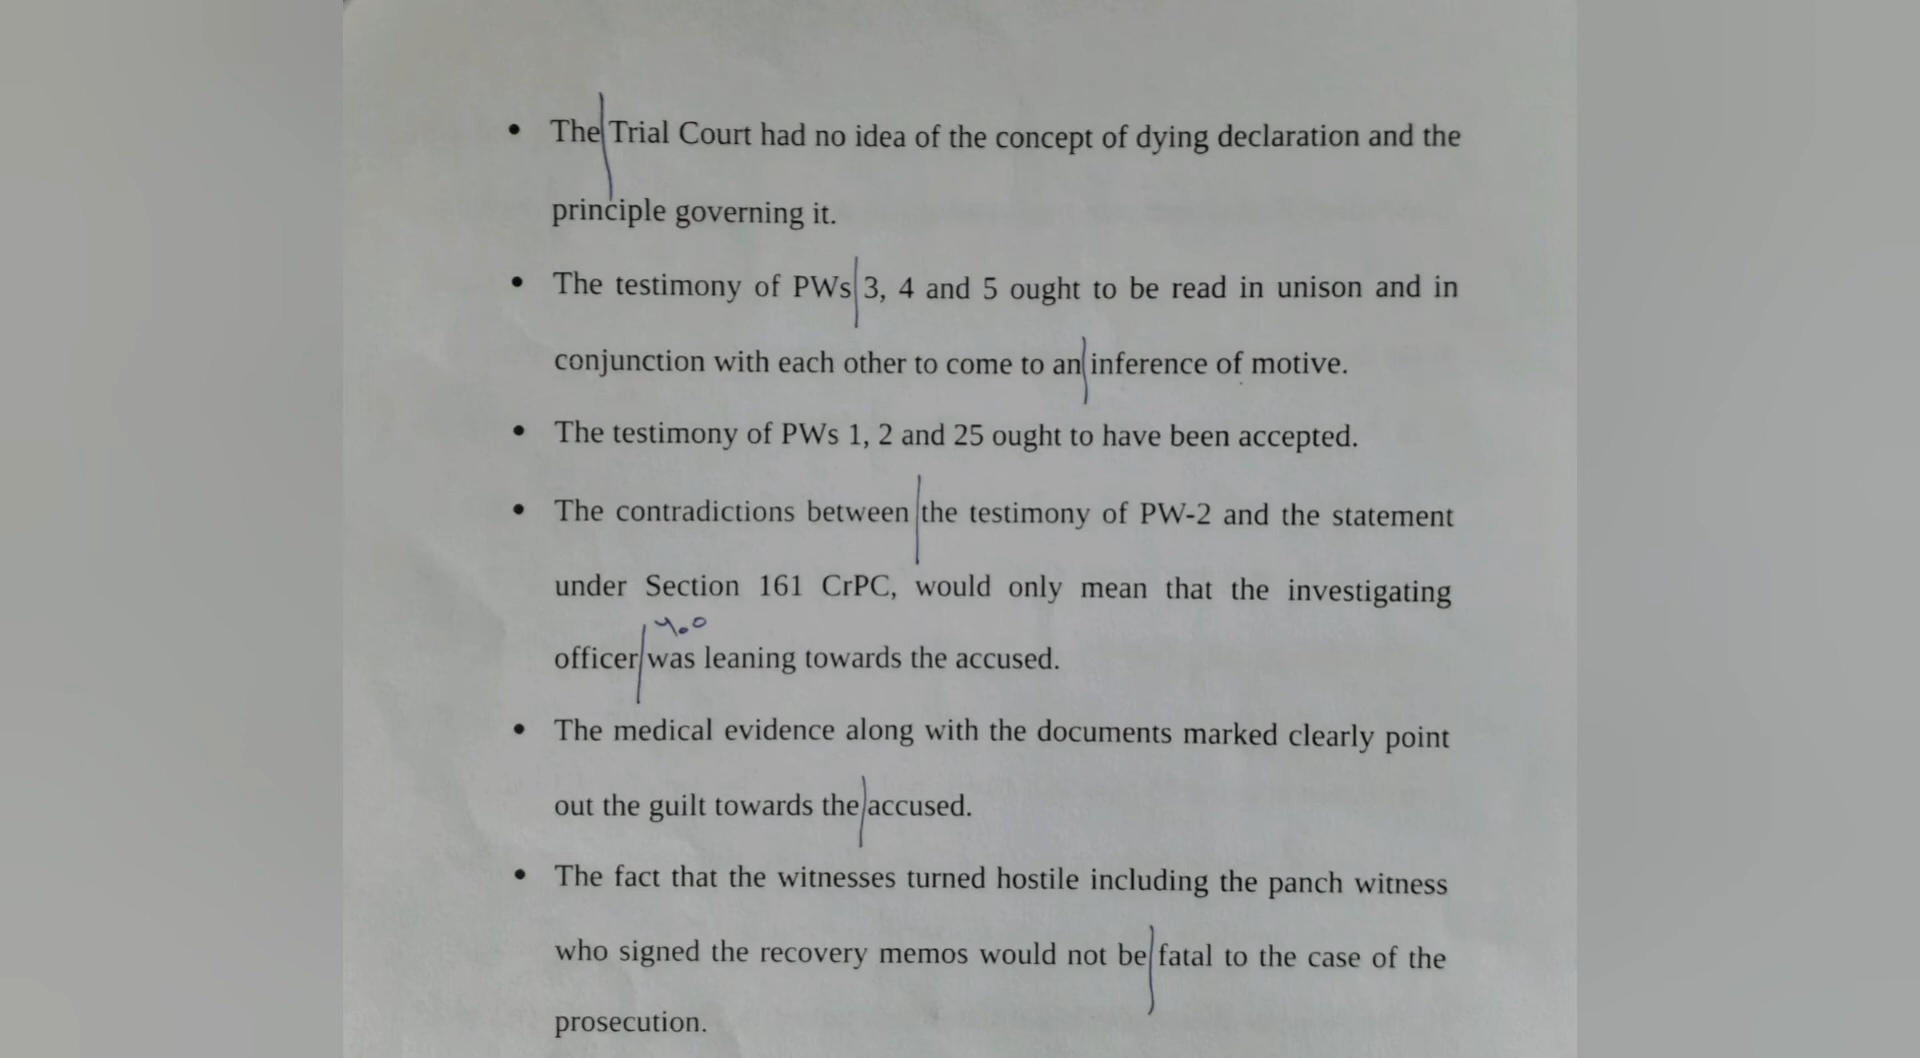 • The Trial Court had no idea of the concept of dying declaration and the
principle governing it.
• The testimony of PWs 3, 4 and 5 ought to be read in unison and in
conjunction with each other to come to an inference of motive.
• The testimony of PWs 1, 2 and 25 ought to have been accepted.
• The contradictions between the testimony of PW-2 and the statement
under Section 161 CrPC, would only mean that the investigating
officer was leaning towards the accused.
• The medical evidence along with the documents marked clearly point
out the guilt towards the accused.
• The fact that the witnesses turned hostile including the panch witness
who signed the recovery memos would not be fatal to the case of the
prosecution.